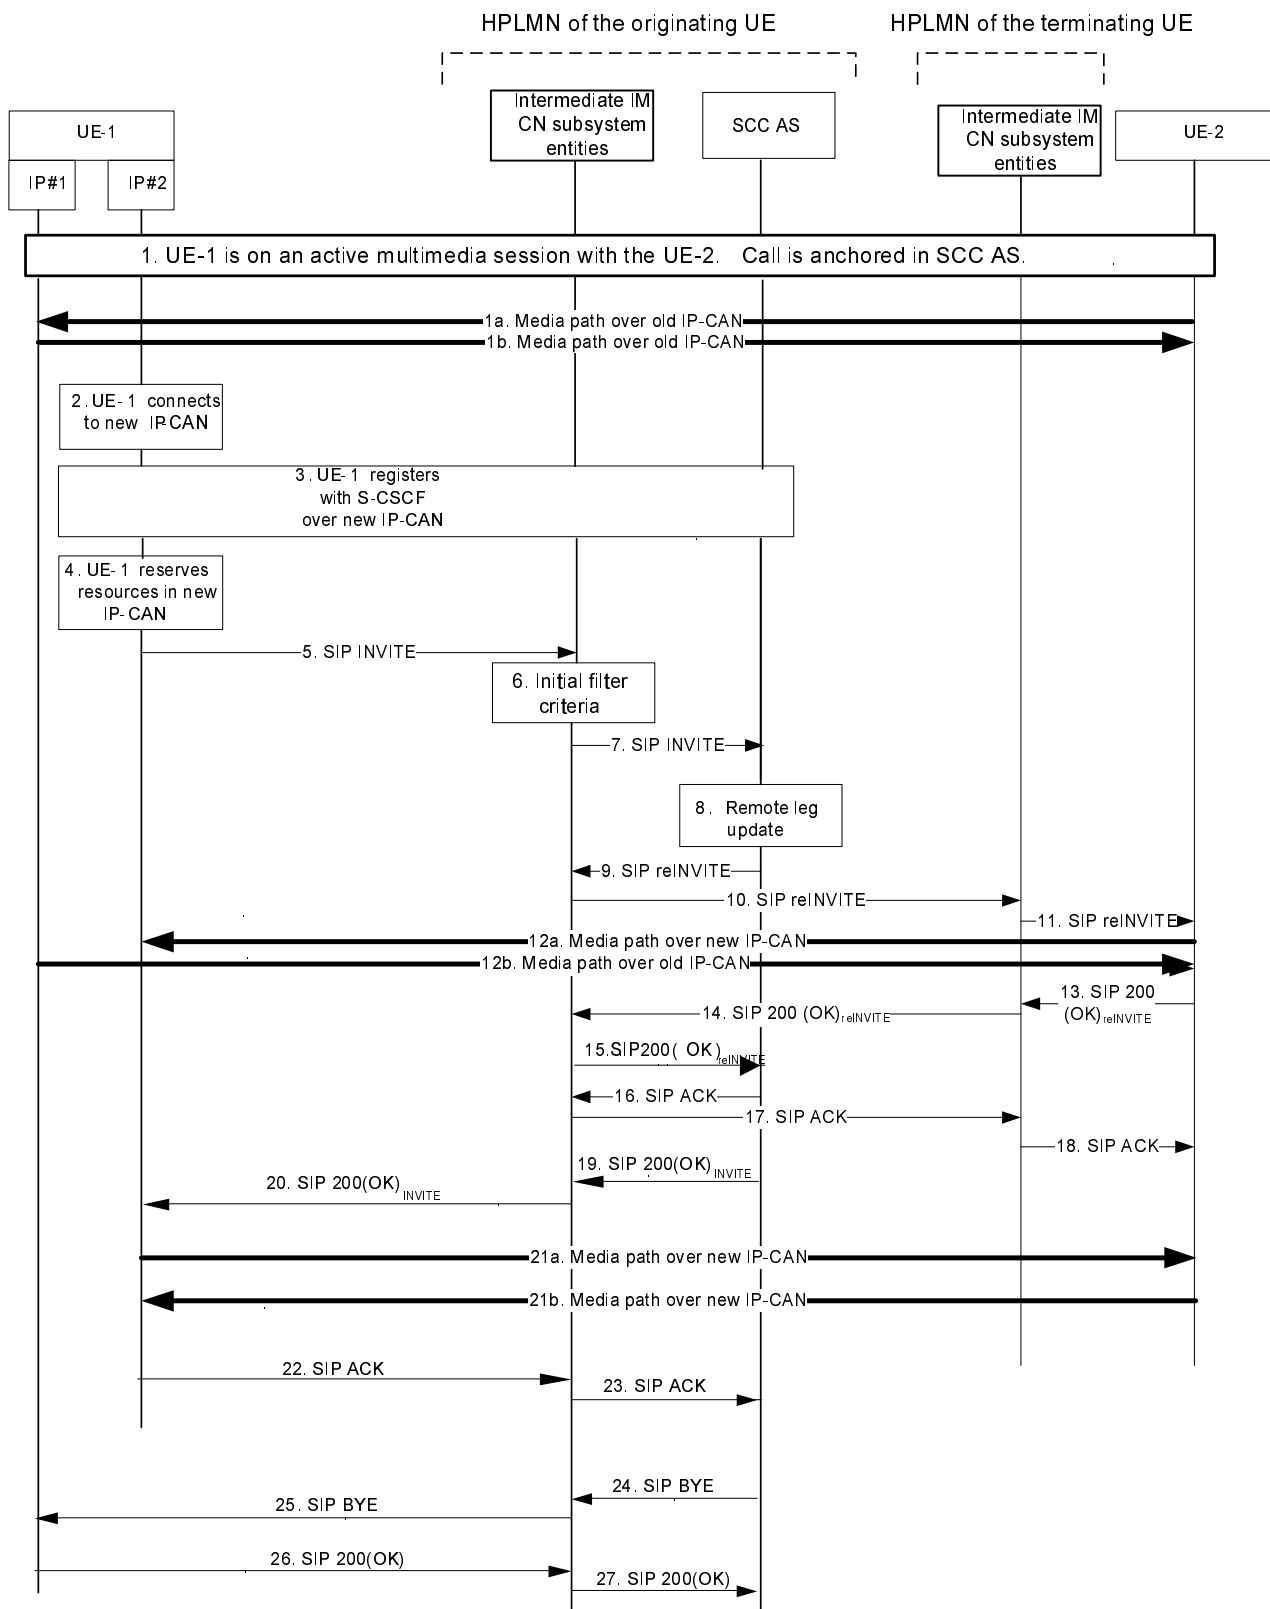 HPLMN of the originating UE
HPLMN of the terminating UE
UE-1
IP#1
IP#2
Intermediate IM
CN subsystem
entities
SCC AS
Intermediate IM
CN subsystem
entities
UE-2
1. UE-1 is on an active multimedia session with the UE-2. Call is anchored in SCC AS.
1a. Media path over old IP-CAN
1b. Media path over old IP-CAN
2. UE-1 connects
to new IP-CAN
3. UE-1 registers
with S-CSCF
over new IP-CAN
4. UE-1 reserves
resources in new
IP-CAN
5. SIP INVITE
6. Initial filter
criteria
7. SIP INVITE
8. Remote leg
update
9. SIP reINVITE
10. SIP reINVITE
11. SIP reINVITE
12a. Media path over new IP-CAN
12b. Media path over old IP-CAN
13. SIP 200
(OK)reINVITE
14. SIP 200 (OK)reINVITE
15.SIP200( OK)reINVITE
16. SIP ACK
17. SIP ACK
18. SIP ACK
19. SIP 200(OK)INVITE
20. SIP 200(OK)INVITE
21a. Media path over new IP-CAN
21b. Media path over new IP-CAN
22. SIP ACK
23. SIP ACK
24. SIP BYE
25. SIP BYE
26. SIP 200(OK)
27. SIP 200(OK)